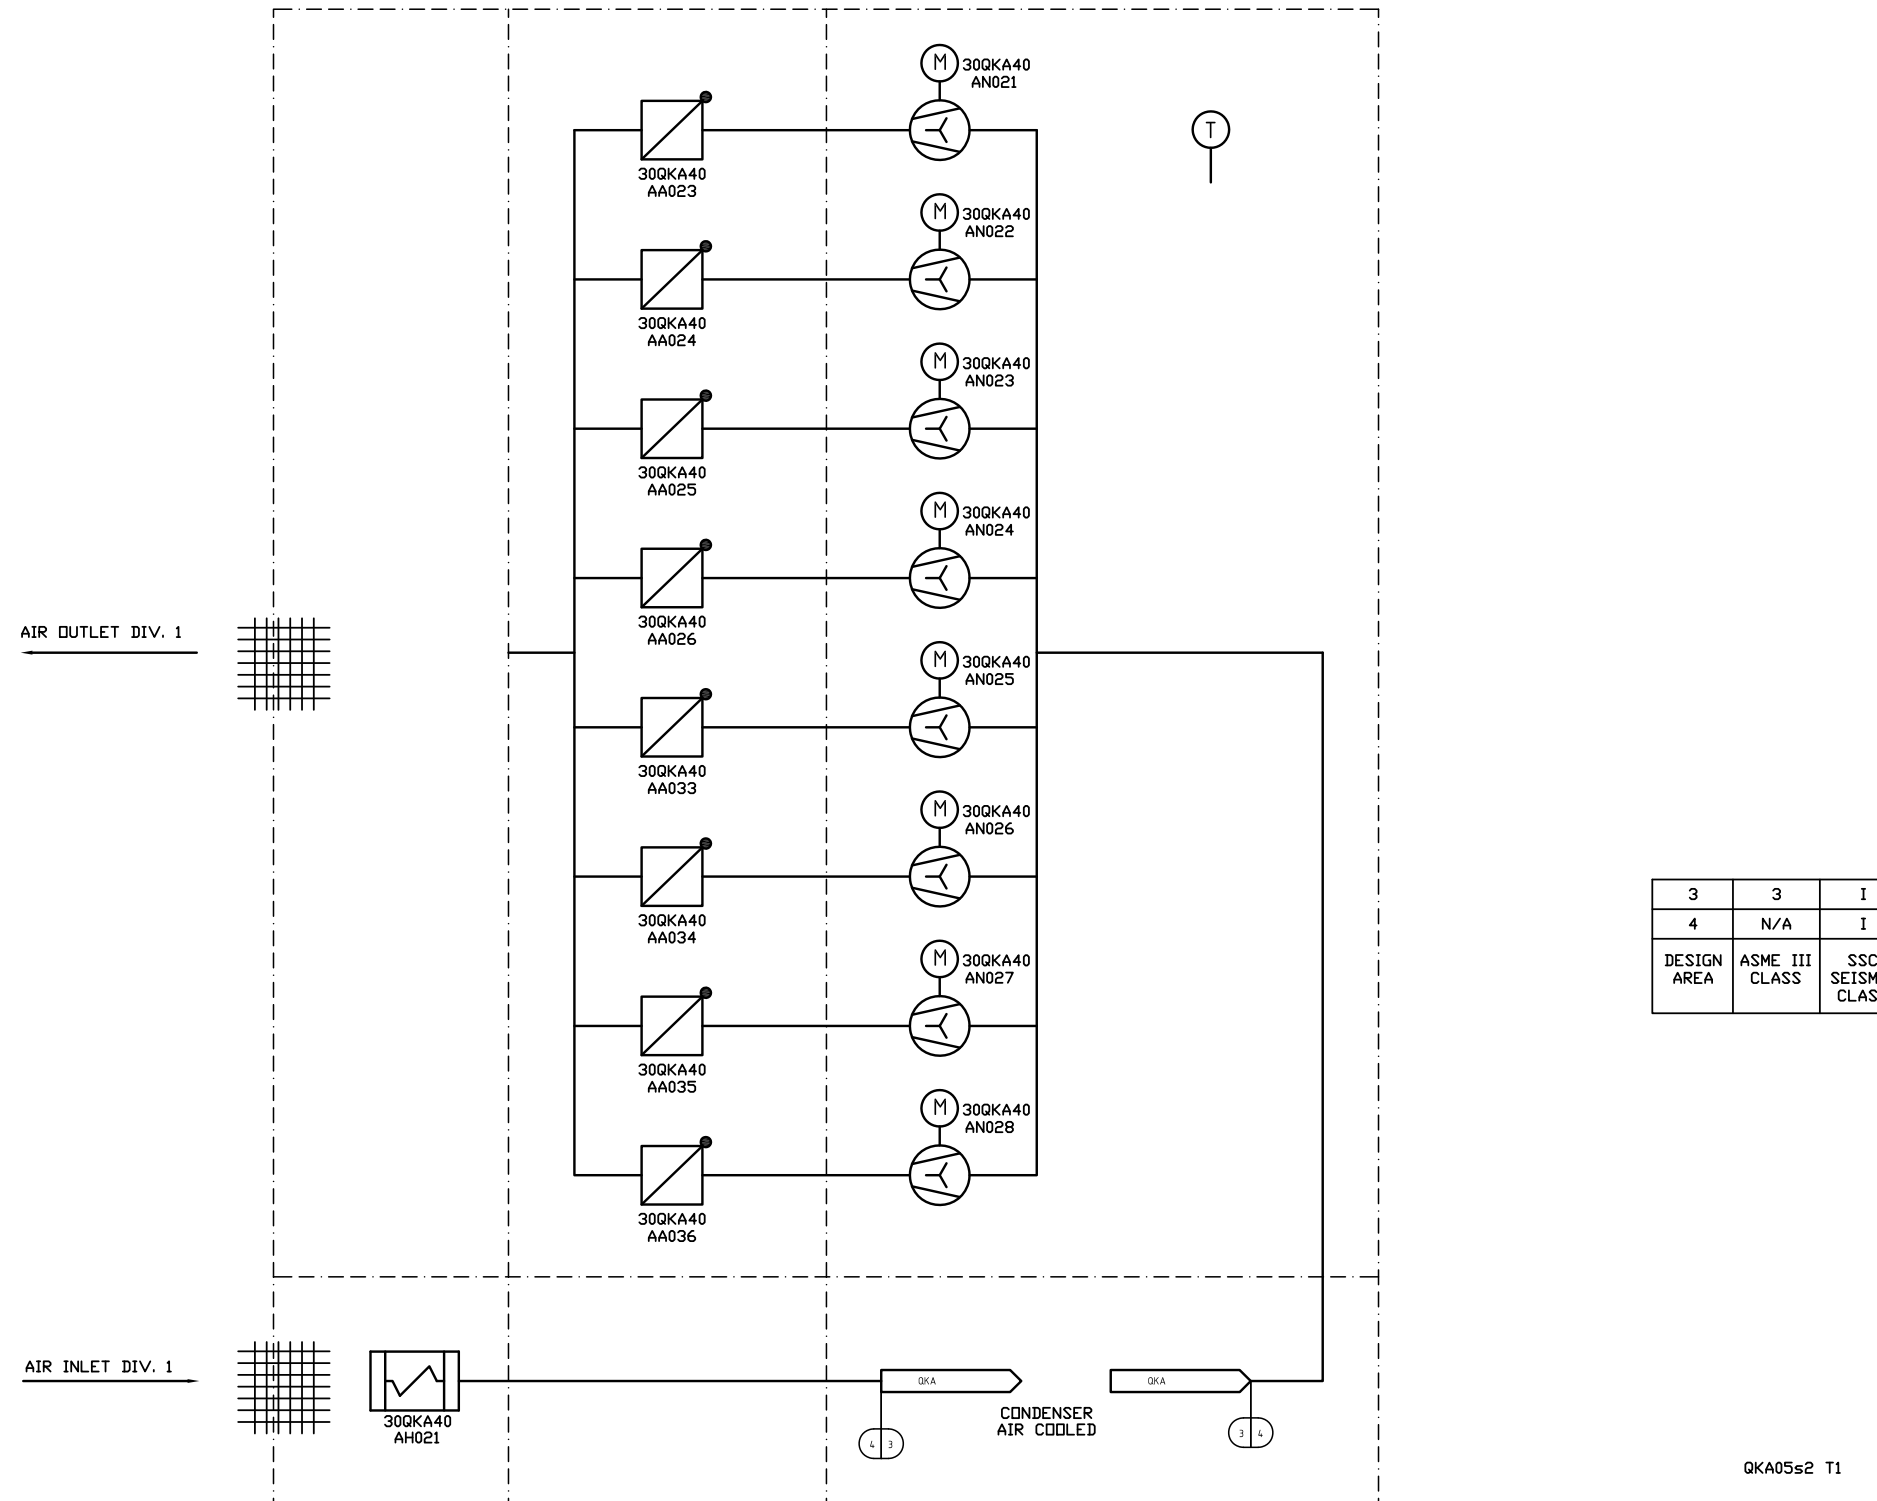 M
30QKA40
AN021
T
30QKA40
AA023
M
30QKA40
AN022
30QKA40
AA024
M
30QKA40
AN023
30QKA40
AA025
M
30QKA40
AN024
30QKA40
AA026
AIR OUTLET DIV. 1
M
30QKA40
AN025
30QKA40
AA033
M
30QKA40
AN026
30QKA40
AA034
M
30QKA40
AN027
30QKA40
AA035
M
30QKA40
AN028
30QKA40
AA036
3 3 I
4 N/A I
DESIGN
AREA
ASME III
CLASS
SSC
SEISM
CLAS
AIR INLET DIV. 1
30QKA40
AH021
QKA
QKA
CONDENSER
AIR COOLED
4 3
3 4
QKA05s2 T1